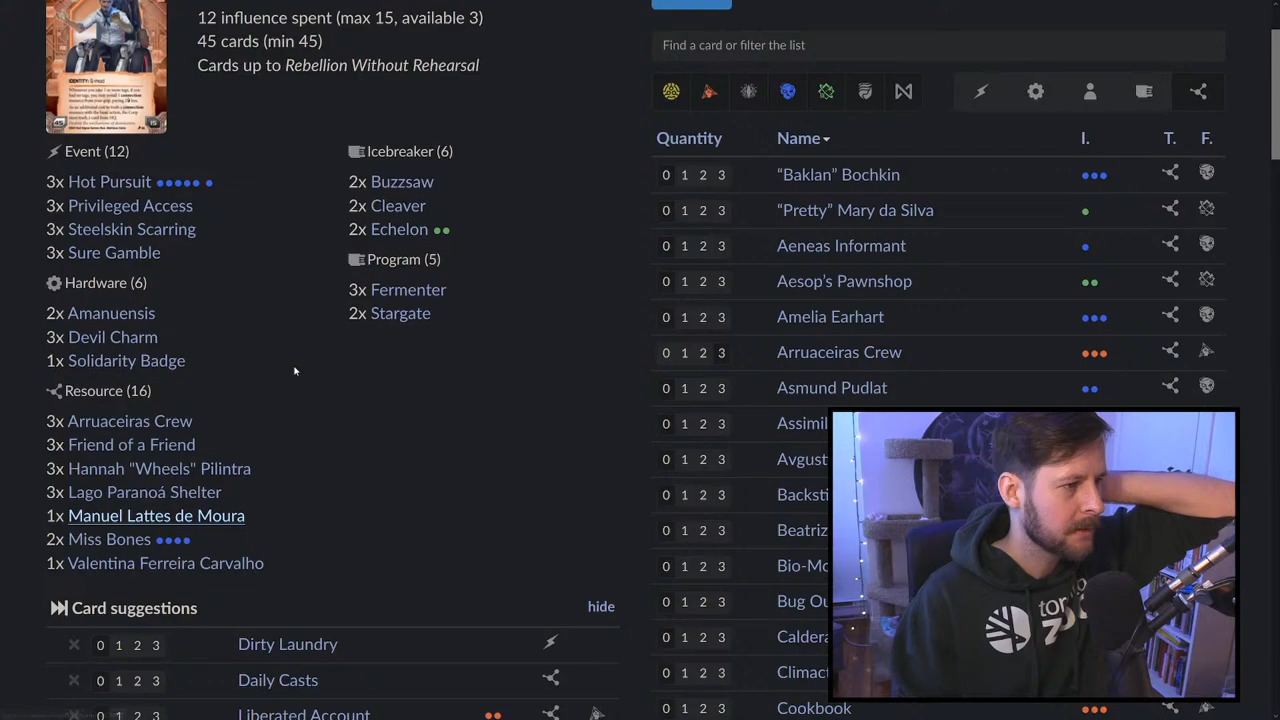 12 influence spent (max 15, available 3)
45 cards (min 45)
Cards up to Rebellion Without Rehearsal
Event (12)
3x Hot Pursuit
3x Privileged Access
3x Steelskin Scarring
3x Sure Gamble
Hardware (6)
2x Amanuensis
3x Devil Charm
1x Solidarity Badge
Resource (16)
3x Arruaceiras Crew
3x Friend of a Friend
3x Hannah "Wheels" Pilintra
3x Lago Paranoá Shelter
1x Manuel Lattes de Moura
2x Miss Bones
1x Valentina Ferreira Carvalho
Icebreaker (6)
2x Buzzsaw
2x Cleaver
2x Echelon
Program (5)
3x Fermenter
2x Stargate
Card suggestions hide
0 1 2 3 Dirty Laundry
0 1 2 3 Daily Casts
0 1 2 3 Liberated Account
Find a card or filter the list
Quantity Name I. T. F.
0 1 2 3 “Baklan” Bochkin
0 1 2 3 “Pretty” Mary da Silva
0 1 2 3 Aeneas Informant
0 1 2 3 Aesop’s Pawnshop
0 1 2 3 Amelia Earhart
0 1 2 3 Arruaceiras Crew
0 1 2 3 Asmund Pudlat
0 1 2 3 Assimil
0 1 2 3 Avgust
0 1 2 3 Backsti
0 1 2 3 Beatriz
0 1 2 3 Bio-Mo
0 1 2 3 Bug Ou
0 1 2 3 Caldera
0 1 2 3 Climact
0 1 2 3 Cookbook